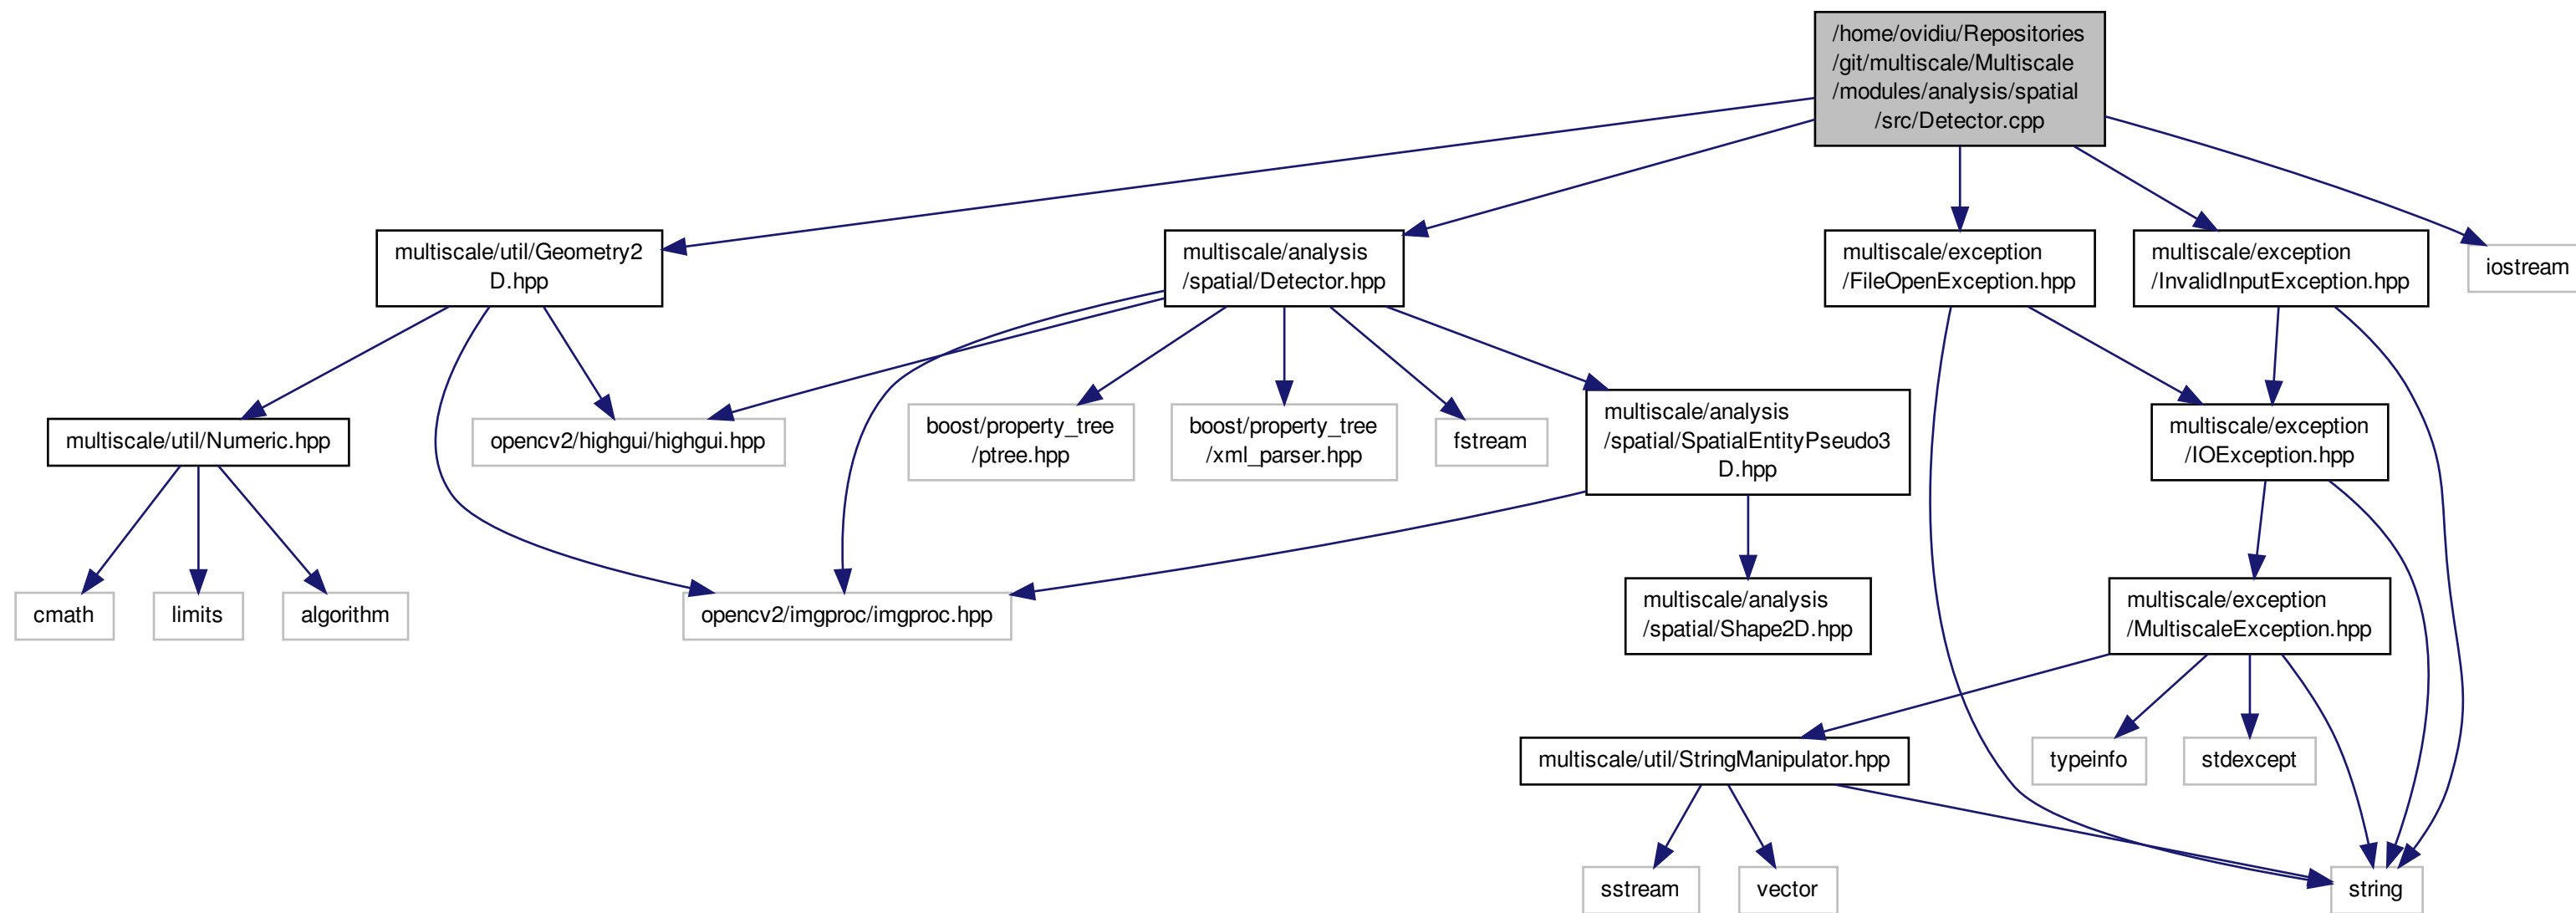 /home/ovidiu/Repositories
/git/multiscale/Multiscale
/modules/analysis/spatial
/src/Detector.cpp
multiscale/util/Geometry2
D.hpp
multiscale/analysis
/spatial/Detector.hpp
multiscale/exception
/FileOpenException.hpp
multiscale/exception
/InvalidInputException.hpp
iostream
multiscale/util/Numeric.hpp
opencv2/highgui/highgui.hpp
boost/property_tree
/ptree.hpp
boost/property_tree
/xml_parser.hpp
fstream
multiscale/analysis
/spatial/SpatialEntityPseudo3
D.hpp
multiscale/exception
/IOException.hpp
cmath
limits
algorithm
opencv2/imgproc/imgproc.hpp
multiscale/analysis
/spatial/Shape2D.hpp
multiscale/exception
/MultiscaleException.hpp
multiscale/util/StringManipulator.hpp
typeinfo
stdexcept
sstream
vector
string